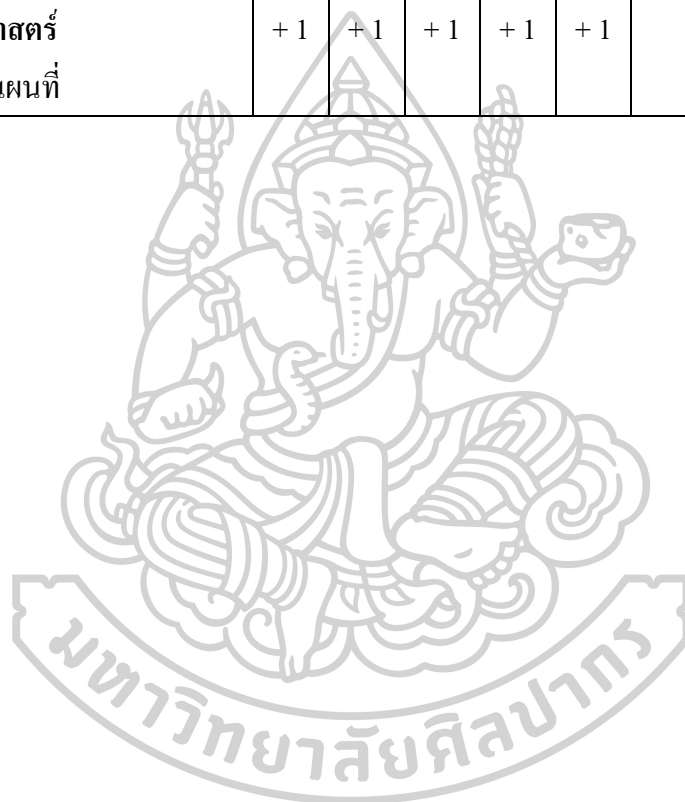 าสตร์ + 1 + 1 + 1 + 1 + 1
แผนที่
มหาวิทยาลัยศิลปากร